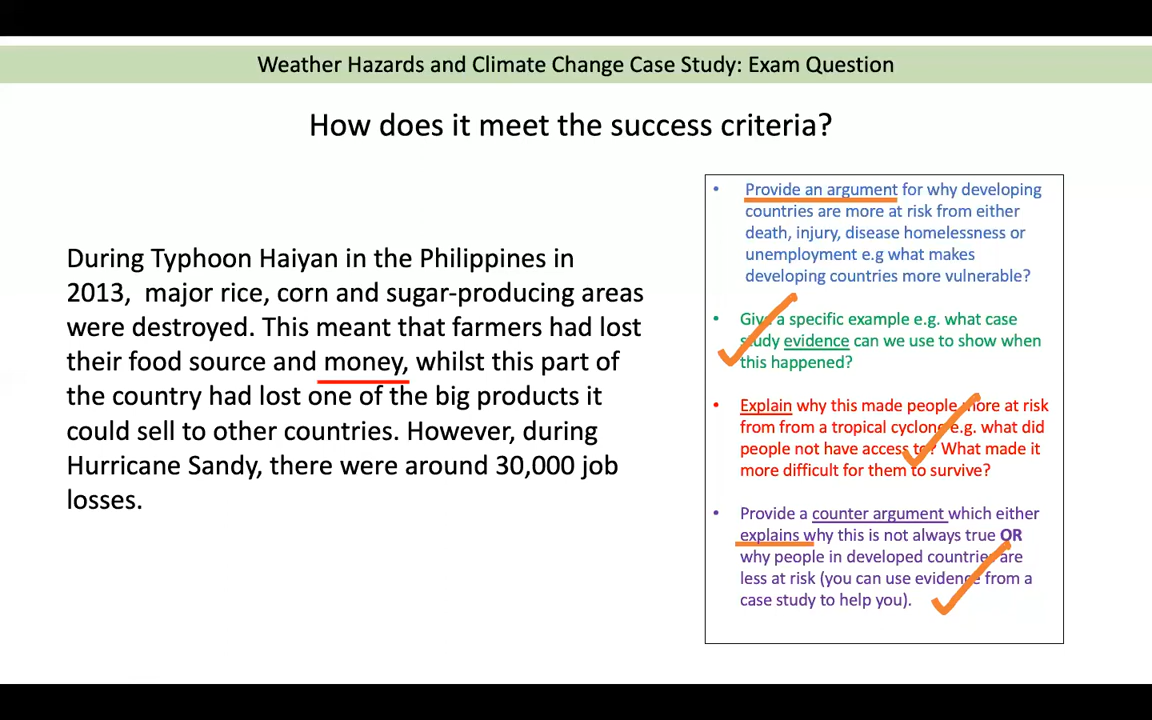 Weather Hazards and Climate Change Case Study: Exam Question
How does it meet the success criteria?
During Typhoon Haiyan in the Philippines in
2013, major rice, corn and sugar-producing areas
were destroyed. This meant that farmers had lost
their food source and money, whilst this part of
the country had lost one of the big products it
could sell to other countries. However, during
Hurricane Sandy, there were around 30,000 job
losses.
• Provide an argument for why developing
countries are more at risk from either
death, injury, disease homelessness or
unemployment e.g what makes
developing countries more vulnerable?
• Give a specific example e.g. what case
study evidence can we use to show when
this happened?
• Explain why this made people more at risk
from from a tropical cyclone e.g. what did
people not have access to? What made it
more difficult for them to survive?
• Provide a counter argument which either
explains why this is not always true OR
why people in developed countries are
less at risk (you can use evidence from a
case study to help you).